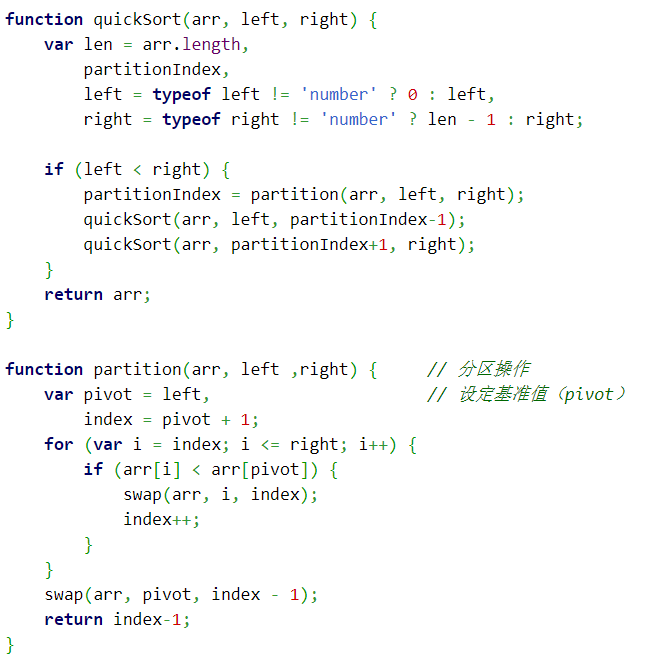 function quickSort(arr, left, right) {
    var len = arr.length,
        partitionIndex,
        left = typeof left != 'number' ? 0 : left,
        right = typeof right != 'number' ? len - 1 : right;

    if (left < right) {
        partitionIndex = partition(arr, left, right);
        quickSort(arr, left, partitionIndex-1);
        quickSort(arr, partitionIndex+1, right);
    }
    return arr;
}

function partition(arr, left ,right) {     // 分区操作
    var pivot = left,                      // 设定基准值（pivot）
        index = pivot + 1;
    for (var i = index; i <= right; i++) {
        if (arr[i] < arr[pivot]) {
            swap(arr, i, index);
            index++;
        }
    }
    swap(arr, pivot, index - 1);
    return index-1;
}